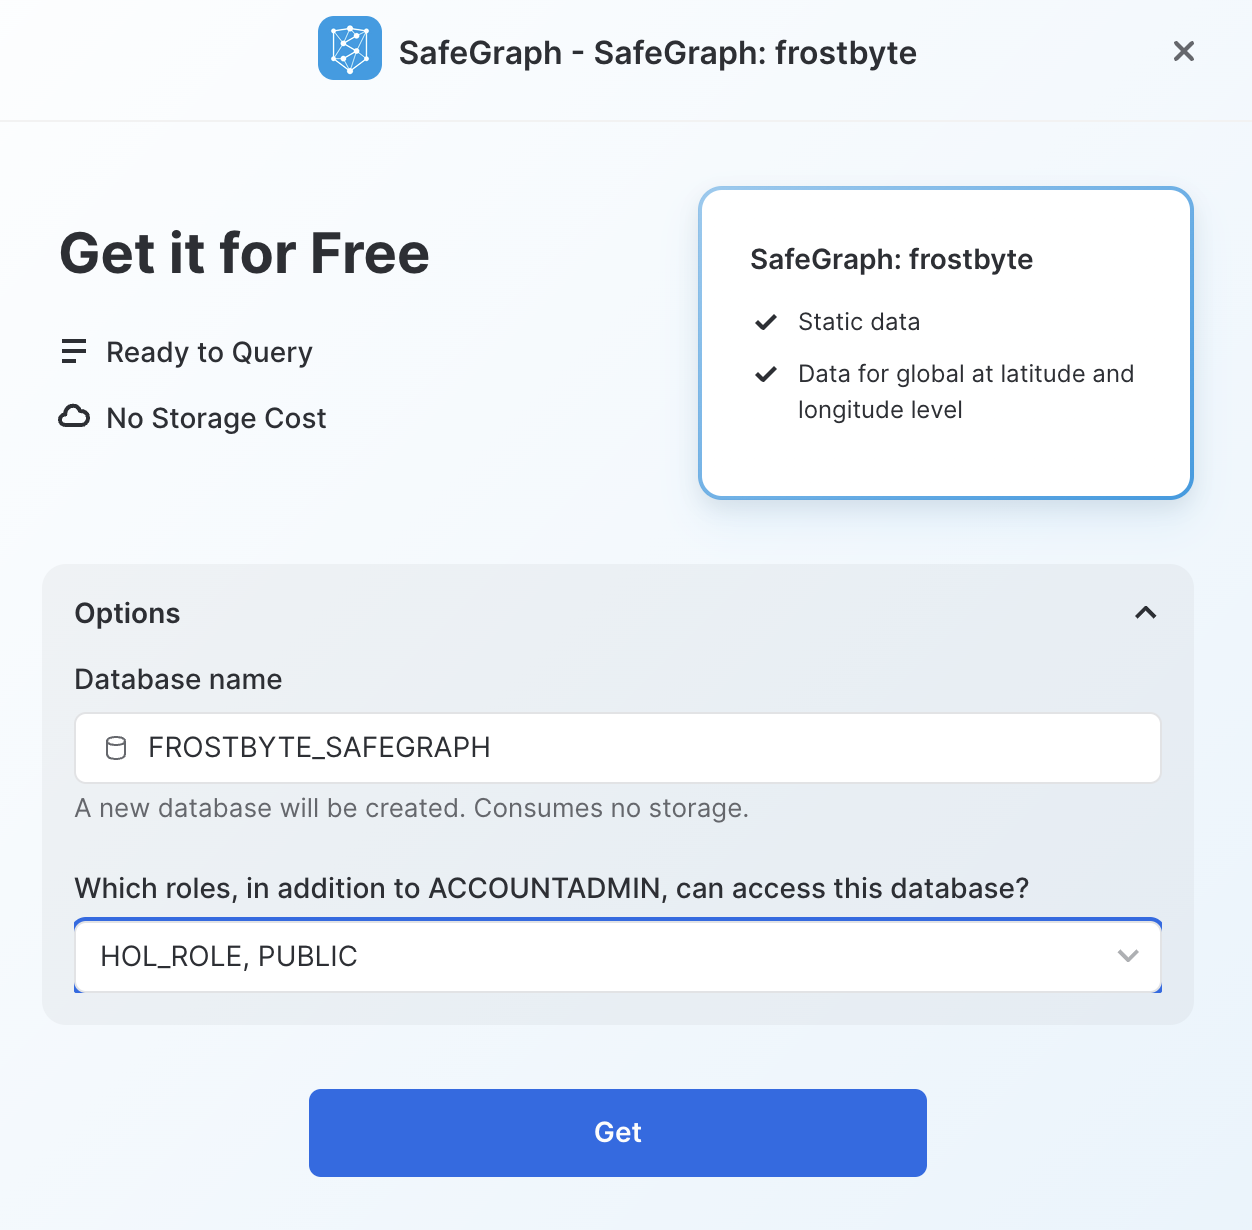 SafeGraph - SafeGraph: frostbyte
Get it for Free
Ready to Query
No Storage Cost
SafeGraph: frostbyte
Static data
Data for global at latitude and
longitude level
Options
Database name
FROSTBYTE_SAFEGRAPH
A new database will be created. Consumes no storage.
Which roles, in addition to ACCOUNTADMIN, can access this database?
HOL_ROLE, PUBLIC
Get